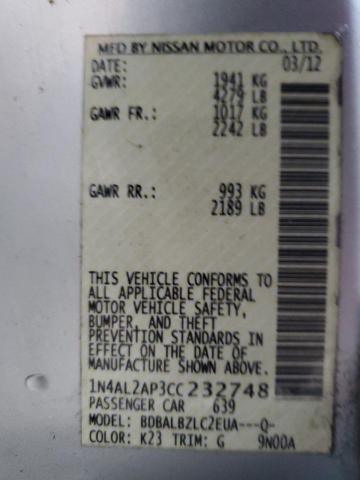 MFD BY NISSAN MOTOR CO., LTD.
DATE: 03/12
GVWR: 1941 KG
4279 LB
GAWR FR.: 1017 KG
2242 LB
GAWR RR.: 993 KG
2189 LB
THIS VEHICLE CONFORMS TO
ALL APPLICABLE FEDERAL
MOTOR VEHICLE SAFETY,
BUMPER, AND THEFT
PREVENTION STANDARDS IN
EFFECT ON THE DATE OF
MANUFACTURE SHOWN ABOVE.
1N4AL2AP3CC232748
PASSENGER CAR 639
MODEL: BDBALBZLC2EUA---Q-
COLOR: K23 TRIM: G 9N00A